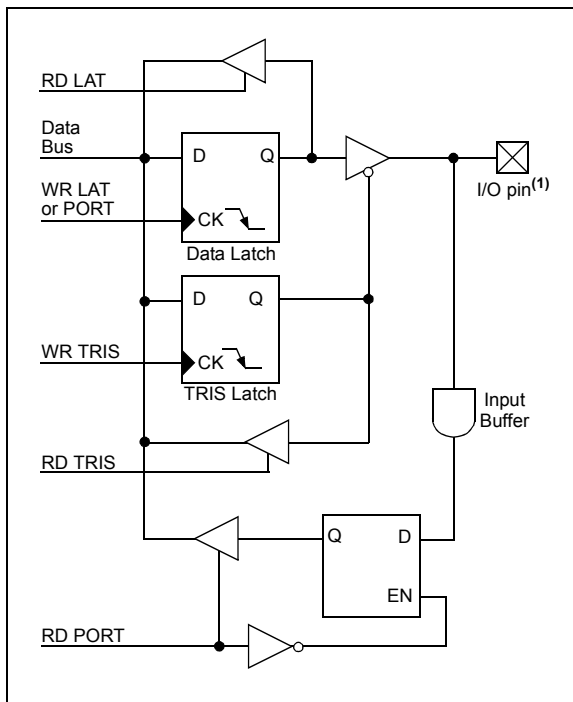 RD LAT
Data
Bus
D
Q
I/O pin(1)
WR LAT
or PORT
CK
Data Latch
D
Q
WR TRIS
CK
TRIS Latch
Input
Buffer
RD TRIS
Q
D
EN
RD PORT